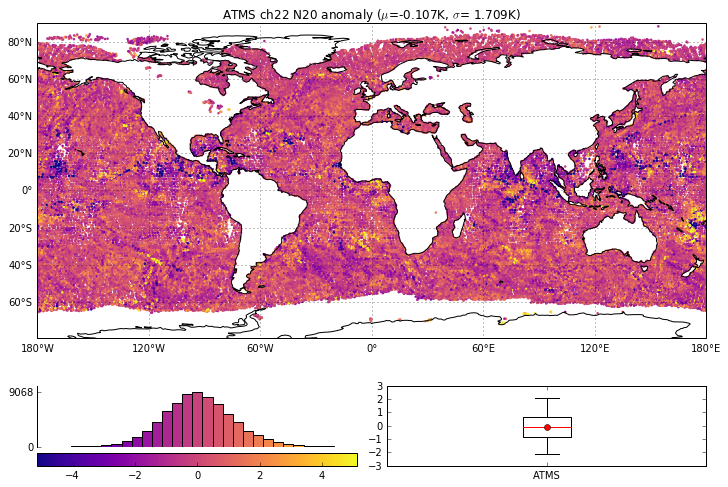 ATMS ch22 N20 anomaly (μ=-0.107K, σ= 1.709K)
80°N
60°N
40°N
20°N
0°
20°S
40°S
60°S
180°W 120°W 60°W 0° 60°E 120°E 180°E
9068
0
−4 −2 0 2 4
3
2
1
0
−1
−2
−3
ATMS